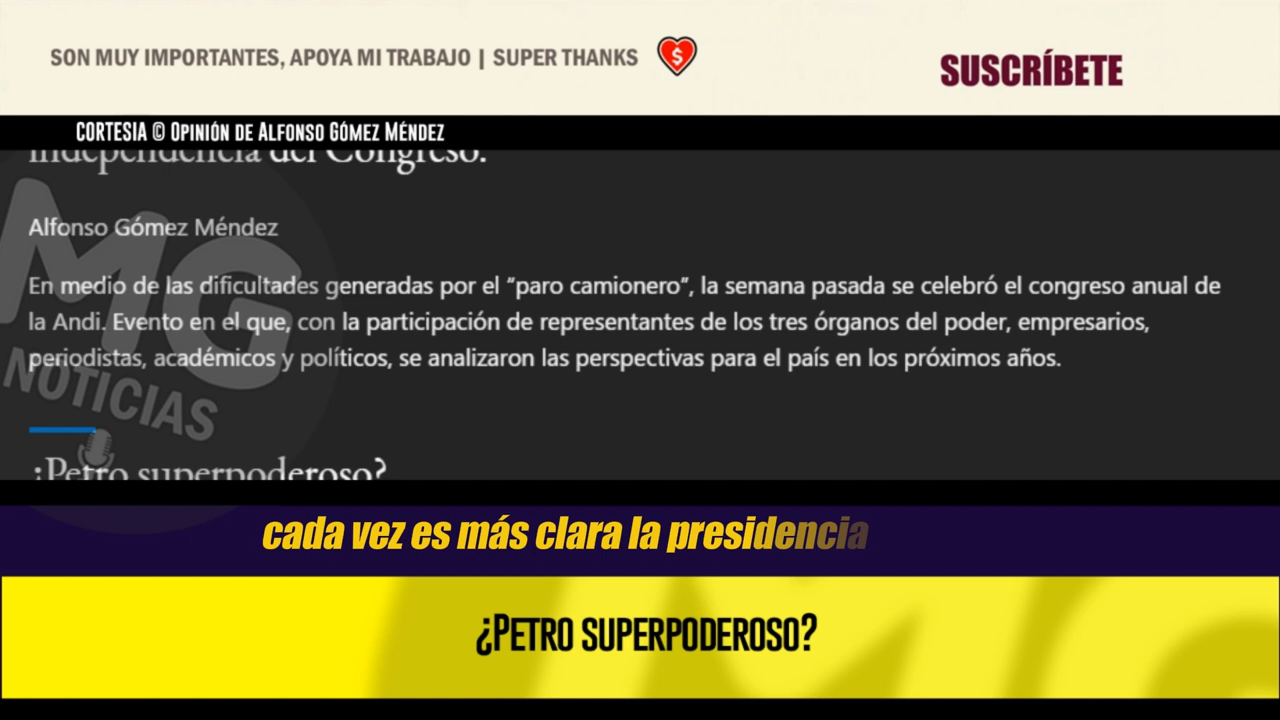 SON MUY IMPORTANTES, APOYA MI TRABAJO | SUPER THANKS $
SUSCRÍBETE
CORTESIA © OPINIÓN DE ALFONSO GÓMEZ MÉNDEZ
independencia del Congreso.
Alfonso Gómez Méndez
En medio de las dificultades generadas por el “paro camionero”, la semana pasada se celebró el congreso anual de
la Andi. Evento en el que, con la participación de representantes de los tres órganos del poder, empresarios,
periodistas, académicos y políticos, se analizaron las perspectivas para el país en los próximos años.
MG
NOTICIAS
¿Petro superpoderoso?
cada vez es más clara la presidencia
¿PETRO SUPERPODEROSO?